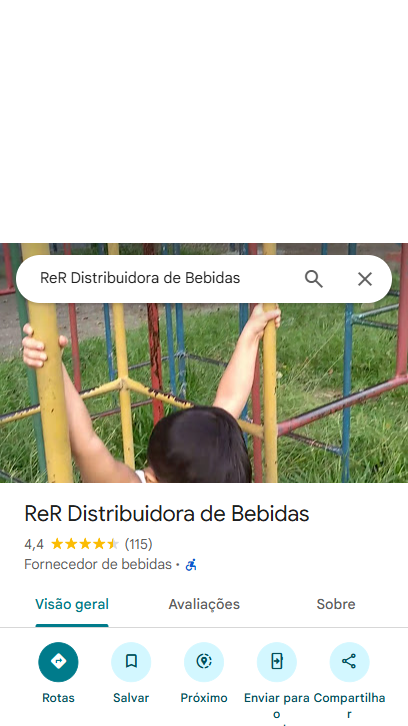 ReR Distribuidora de Bebidas
ReR Distribuidora de Bebidas
4,4 (115)
Fornecedor de bebidas ·
Visão geral Avaliações Sobre
Rotas Salvar Próximo Enviar para Compartilha
o r